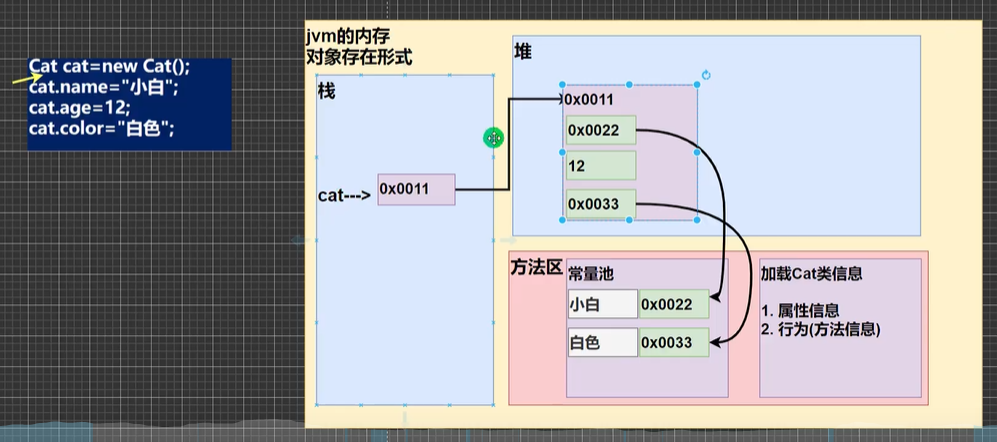 Cat cat=new Cat();
cat.name="小白";
cat.age=12;
cat.color="白色";
jvm的内存
对象存在形式
栈
cat--->
0x0011
堆
0x0011
0x0022
12
0x0033
方法区
常量池
小白
0x0022
白色
0x0033
加载Cat类信息
1. 属性信息
2. 行为(方法信息)